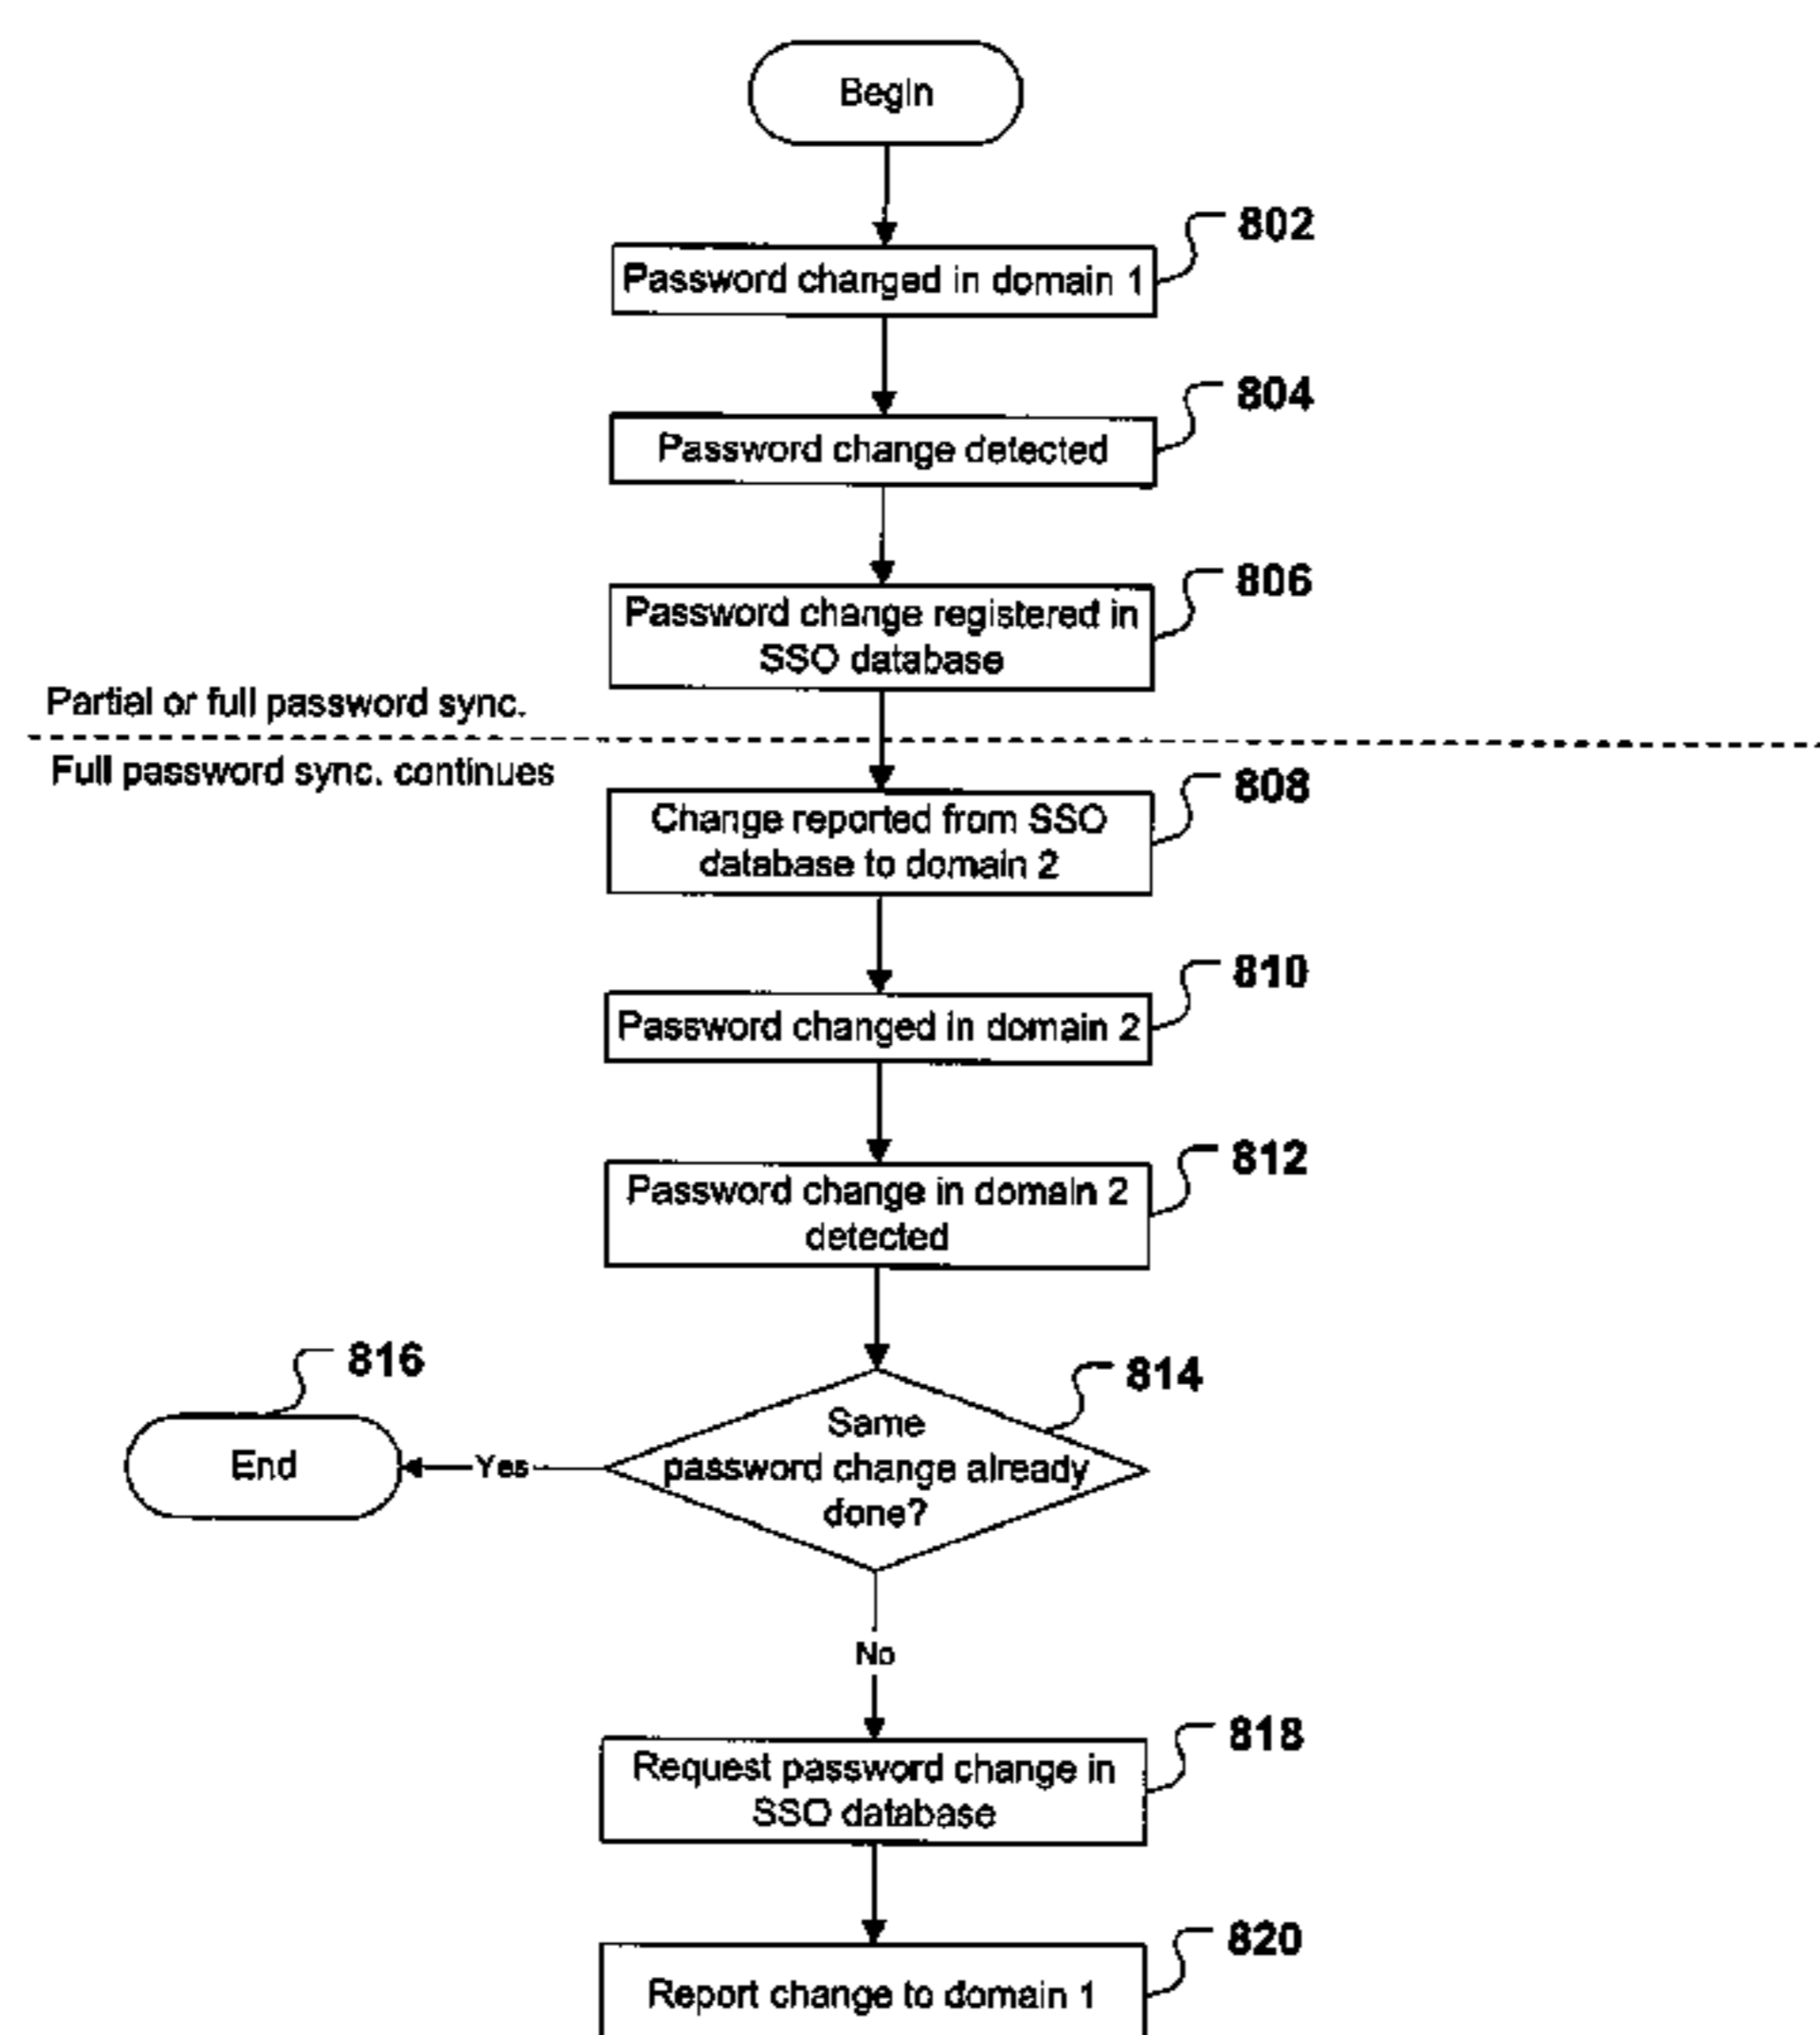 Begin
802
Password changed in domain 1
804
Password change detected
806
Password change registered in
SSO database
Partial or full password sync.
Full password sync. continues
808
Change reported from SSO
database to domain 2
810
Password changed in domain 2
812
Password change in domain 2
detected
816
814
End
Yes
Same
password change already
done?
No
818
Request password change in
SSO database
820
Report change to domain 1